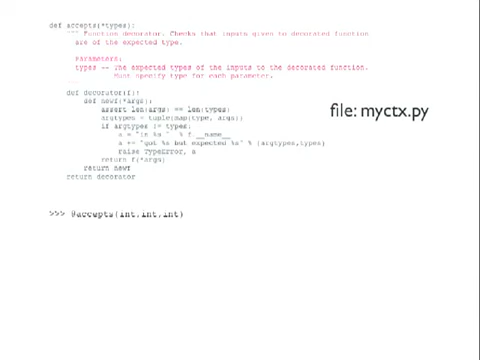 def accepts(*types):
""" Function decorator. Checks that inputs given to decorated function
are of the expected type.
Parameters:
types -- The expected types of the inputs to the decorated function.
Must specify type for each parameter.
"""
def decorator(f):
def newf(*args):
assert len(args) == len(types)
argtypes = tuple(map(type, args))
if argtypes != types:
a = "in %s " % f.__name__
a += "got %s but expected %s" % (argtypes,types)
raise TypeError, a
return f(*args)
return newf
return decorator
file: myctx.py
>>> @accepts(int,int,int)